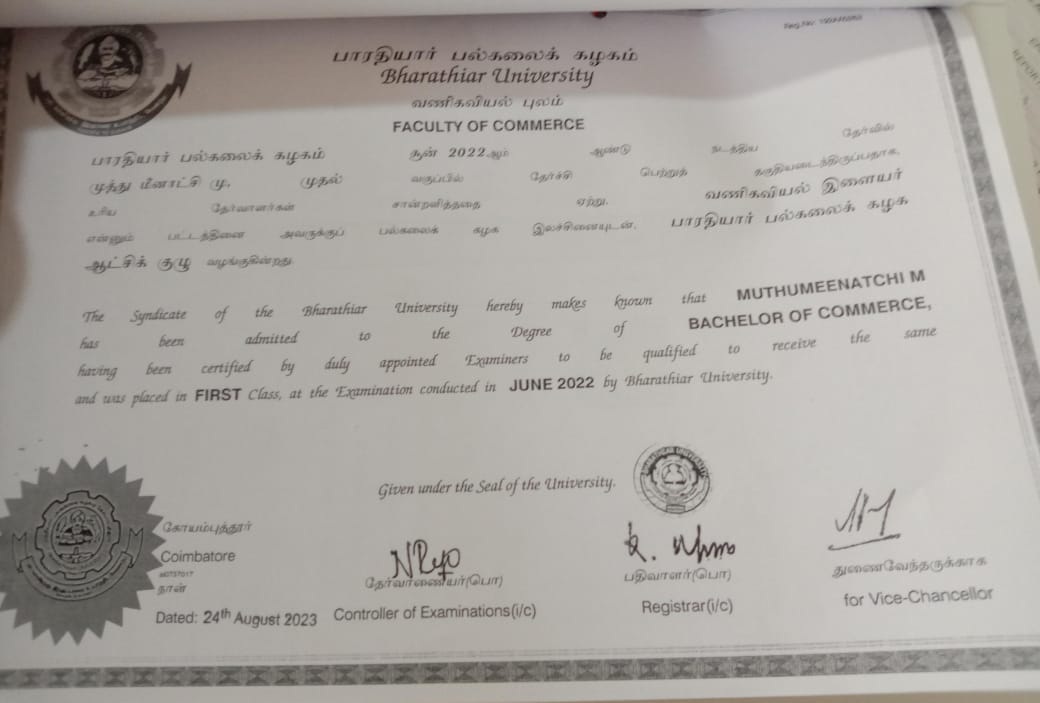 பாரதியார் பல்கலைக் கழகம்
Bharathiar University
வணிகவியல் புலம்
FACULTY OF COMMERCE
பாரதியார் பல்கலைக் கழகம் சூன் 2022ஆம் ஆண்டு நடத்திய தேர்வில்
முத்து மீனாட்சி மு, முதல் வகுப்பில் தேர்ச்சி பெற்றுத் தகுதியடைந்திருப்பதாக,
உரிய தேர்வாளர்கள் சான்றளித்ததை ஏற்று, வணிகவியல் இளையர்
என்னும் பட்டத்தினை அவருக்குப் பல்கலைக் கழக இலச்சினையுடன், பாரதியார் பல்கலைக் கழக
ஆட்சிக் குழு வழங்குகின்றது.
The Syndicate of the Bharathiar University hereby makes known that MUTHUMEENATCHI M
has been admitted to the Degree of BACHELOR OF COMMERCE,
having been certified by duly appointed Examiners to be qualified to receive the same
and was placed in FIRST Class, at the Examination conducted in JUNE 2022 by Bharathiar University.
Given under the Seal of the University.
BHARATHIAR UNIVERSITY
கோயம்புத்தூர்
Coimbatore
நாள்
Dated: 24th August 2023
தேர்வாணையர்(பொ)
Controller of Examinations(i/c)
பதிவாளர்(பொ)
Registrar(i/c)
துணைவேந்தருக்காக
for Vice-Chancellor